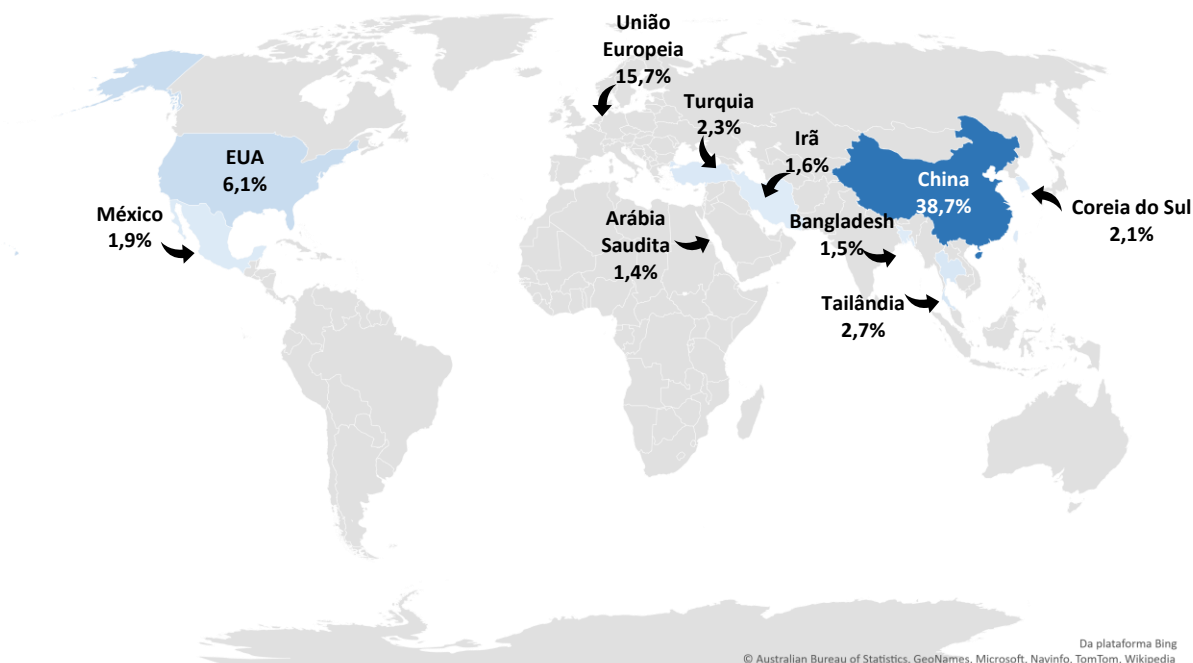 União
Europeia
15,7%
Turquia
2,3%
Irã
1,6%
EUA
6,1%
China
38,7%
México
1,9%
Arábia
Saudita
1,4%
Bangladesh
1,5%
Coreia do Sul
2,1%
Tailândia
2,7%
Da plataforma Bing
© Australian Bureau of Statistics, GeoNames, Microsoft, Navinfo, TomTom, Wikipedia